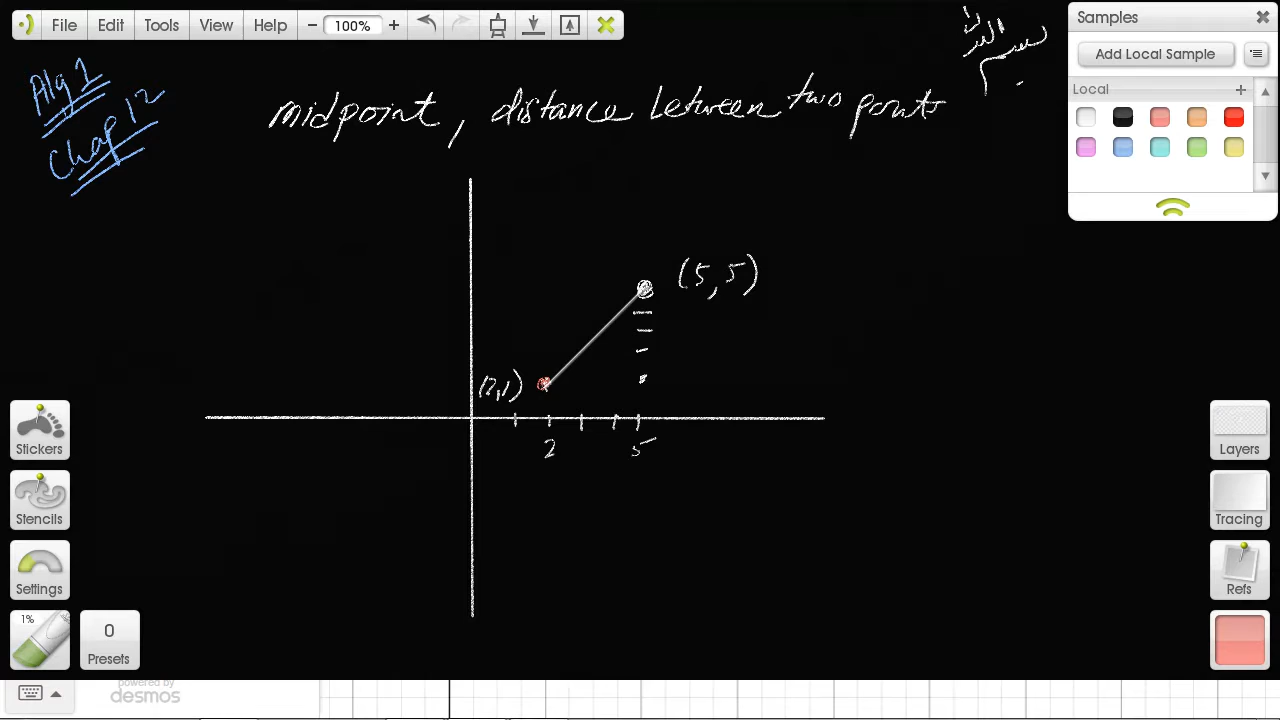 File Edit Tools View Help − 100% +
Samples
Add Local Sample
Local +
Alg 1
Chap 12
midpoint, distance between two points
(5,5)
(2,1)
2 5
Stickers
Stencils
Settings
1%
0
Presets
Layers
Tracing
Refs
powered by
desmos